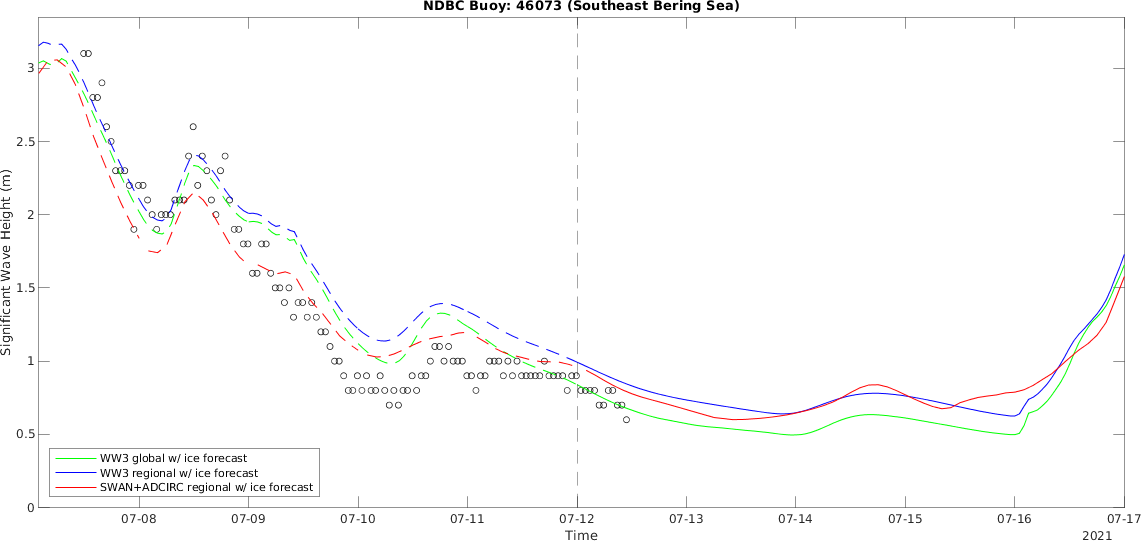 NDBC Buoy: 46073 (Southeast Bering Sea)
Significant Wave Height (m)
3
2.5
2
1.5
1
0.5
0
WW3 global w/ ice forecast
WW3 regional w/ ice forecast
SWAN+ADCIRC regional w/ ice forecast
07-08 07-09 07-10 07-11 07-12 07-13 07-14 07-15 07-16 07-17
Time
2021